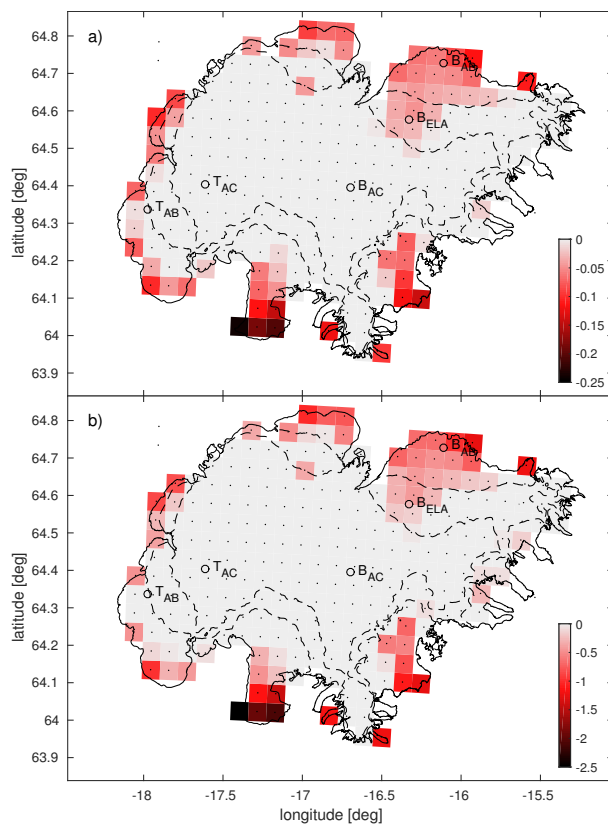 a)
64.8
64.7
64.6
64.5
64.4
64.3
64.2
64.1
64
63.9
latitude [deg]
B_AB
B_ELA
T_AC
B_AC
T_AB
0
-0.05
-0.1
-0.15
-0.2
-0.25
b)
64.8
64.7
64.6
64.5
64.4
64.3
64.2
64.1
64
63.9
latitude [deg]
B_AB
B_ELA
T_AC
B_AC
T_AB
0
-0.5
-1
-1.5
-2
-2.5
-18 -17.5 -17 -16.5 -16 -15.5
longitude [deg]